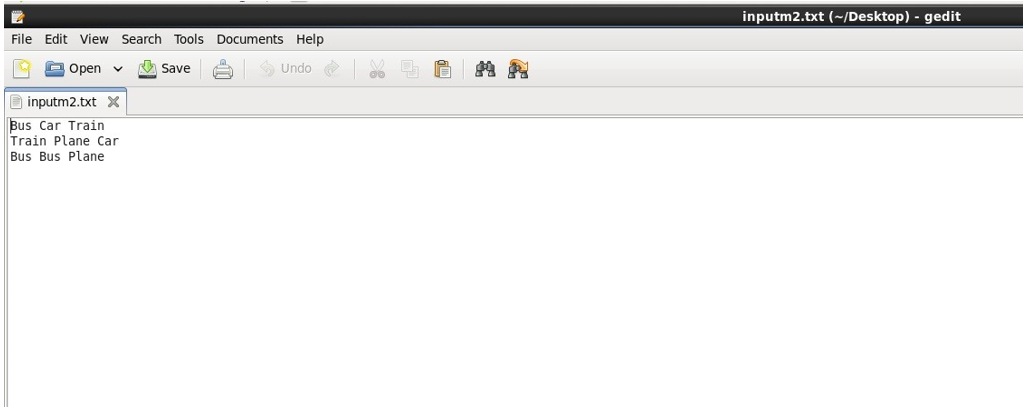 inputm2.txt (~/Desktop) - gedit
File Edit View Search Tools Documents Help
Open Save Undo
inputm2.txt
Bus Car Train
Train Plane Car
Bus Bus Plane